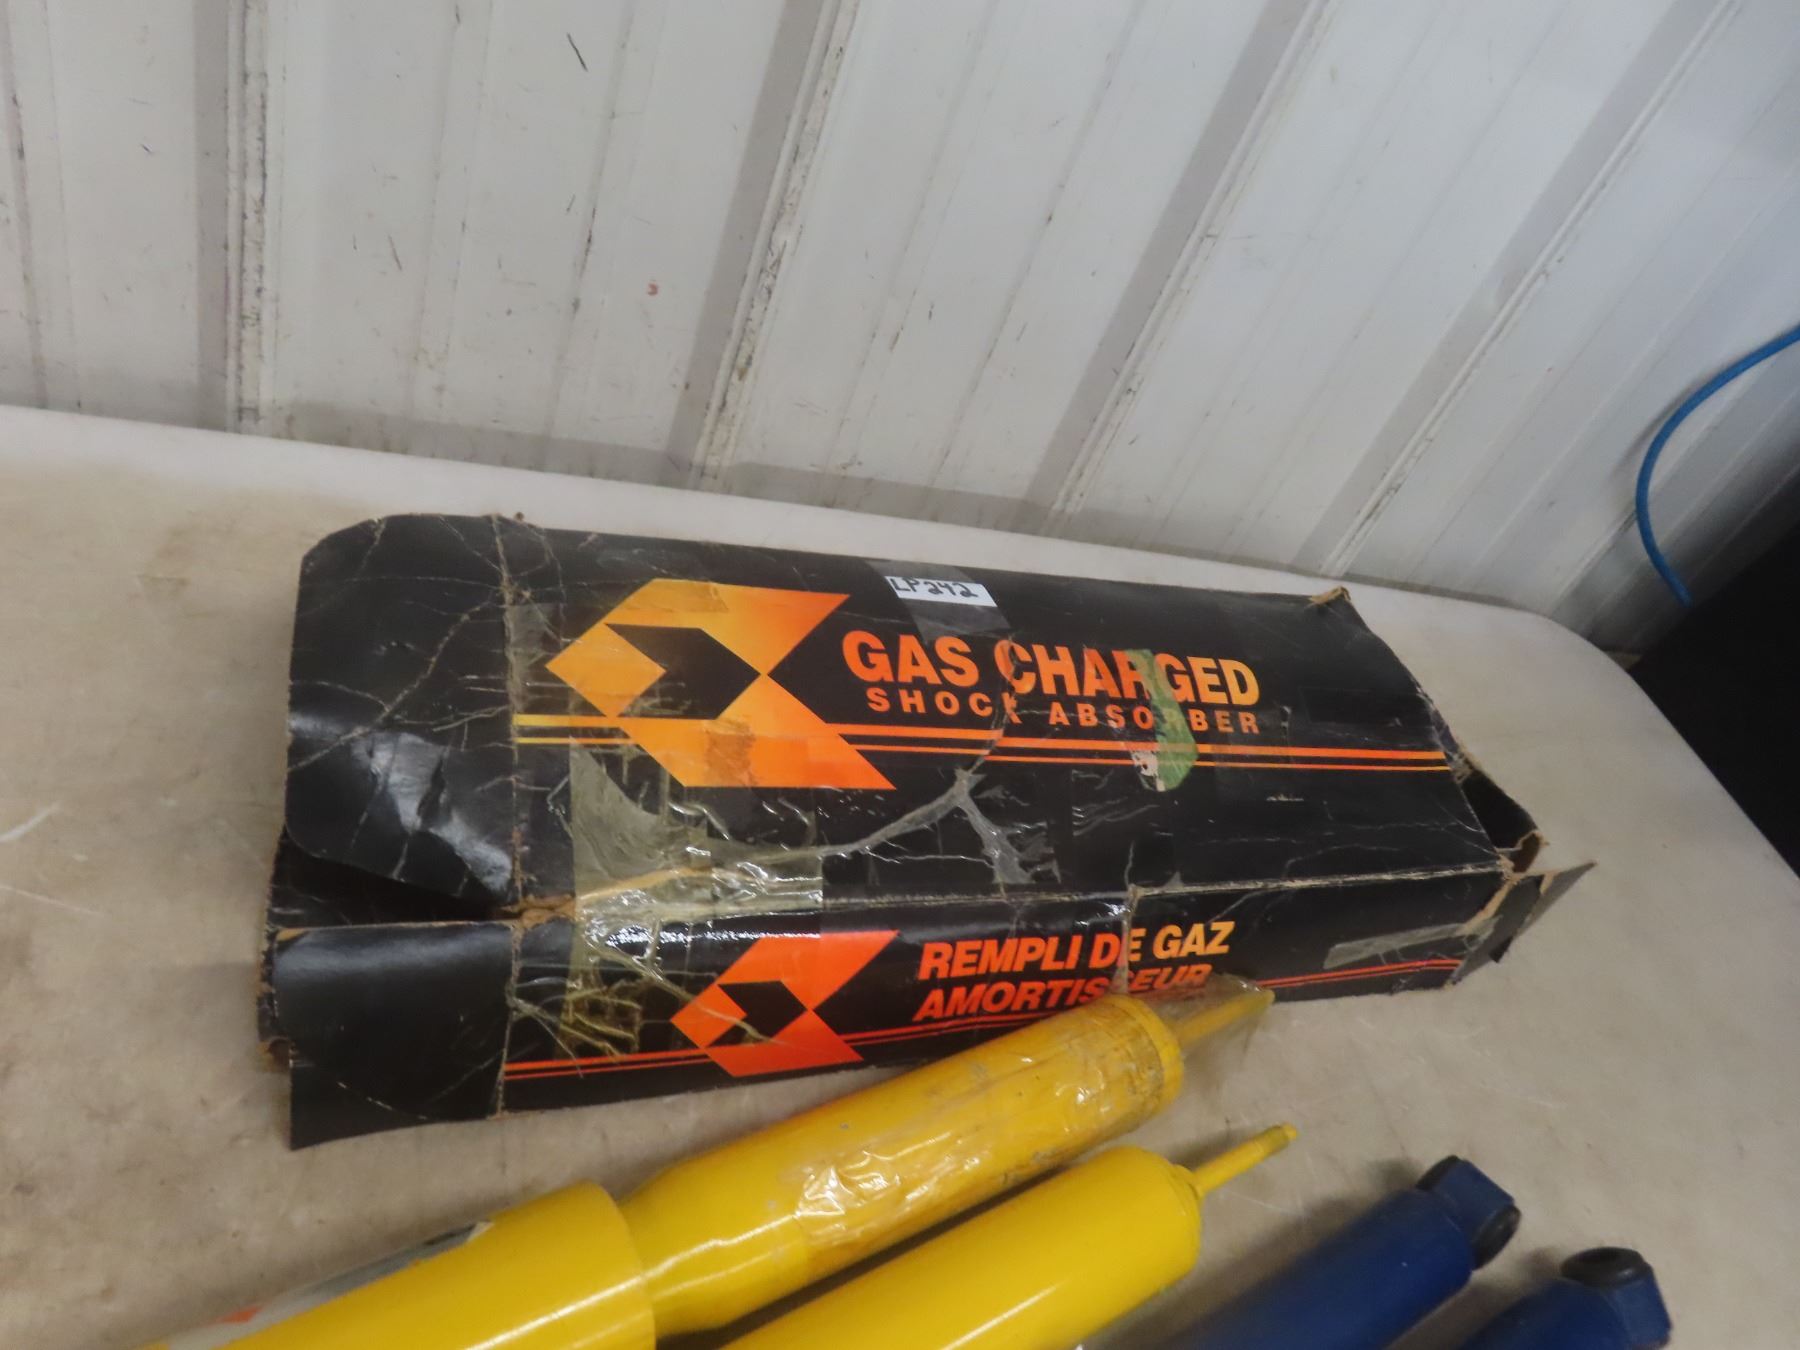 LP242
GAS CHARGED
SHOCK ABSORBER
REMPLI DE GAZ
AMORTISSEUR